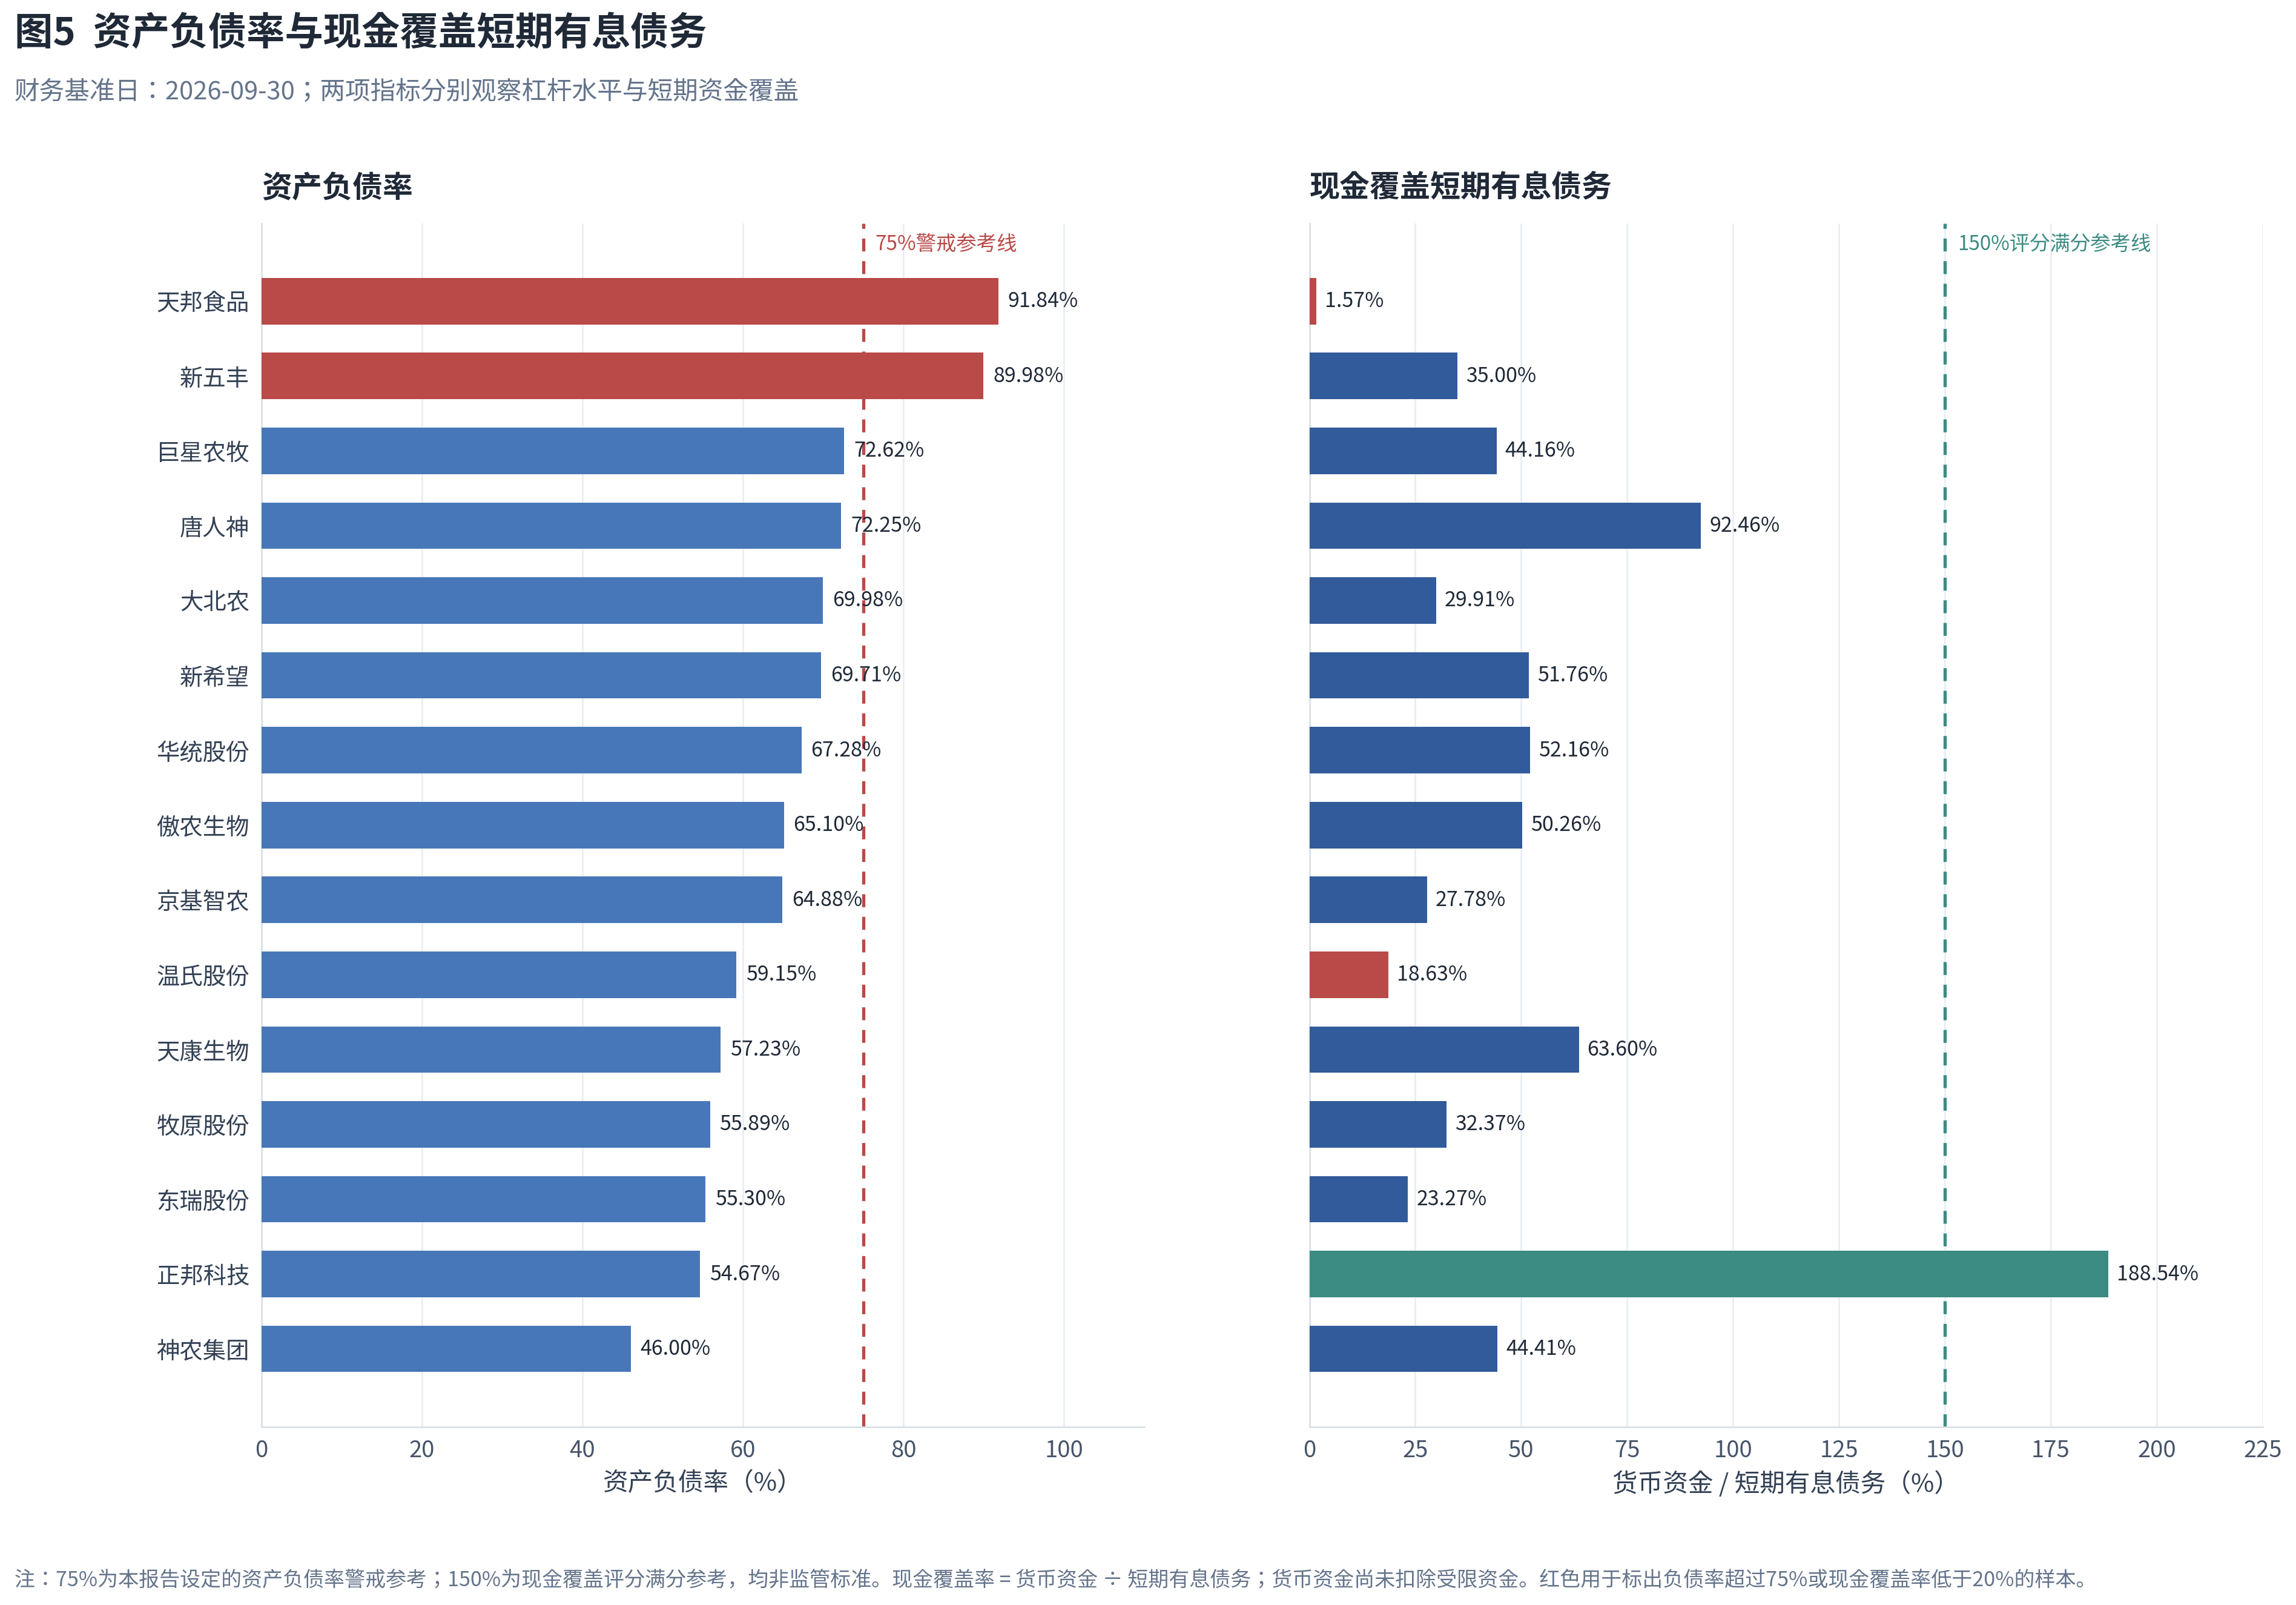 图5 资产负债率与现金覆盖短期有息债务
财务基准日：2026-09-30；两项指标分别观察杠杆水平与短期资金覆盖
资产负债率
75%警戒参考线
天邦食品 91.84%
新五丰 89.98%
巨星农牧 72.62%
唐人神 72.25%
大北农 69.98%
新希望 69.71%
华统股份 67.28%
傲农生物 65.10%
京基智农 64.88%
温氏股份 59.15%
天康生物 57.23%
牧原股份 55.89%
东瑞股份 55.30%
正邦科技 54.67%
神农集团 46.00%
0 20 40 60 80 100
资产负债率（%）
现金覆盖短期有息债务
150%评分满分参考线
1.57%
35.00%
44.16%
92.46%
29.91%
51.76%
52.16%
50.26%
27.78%
18.63%
63.60%
32.37%
23.27%
188.54%
44.41%
0 25 50 75 100 125 150 175 200 225
货币资金 / 短期有息债务（%）
注：75%为本报告设定的资产负债率警戒参考；150%为现金覆盖评分满分参考，均非监管标准。现金覆盖率 = 货币资金 ÷ 短期有息债务；货币资金尚未扣除受限资金。红色用于标出负债率超过75%或现金覆盖率低于20%的样本。